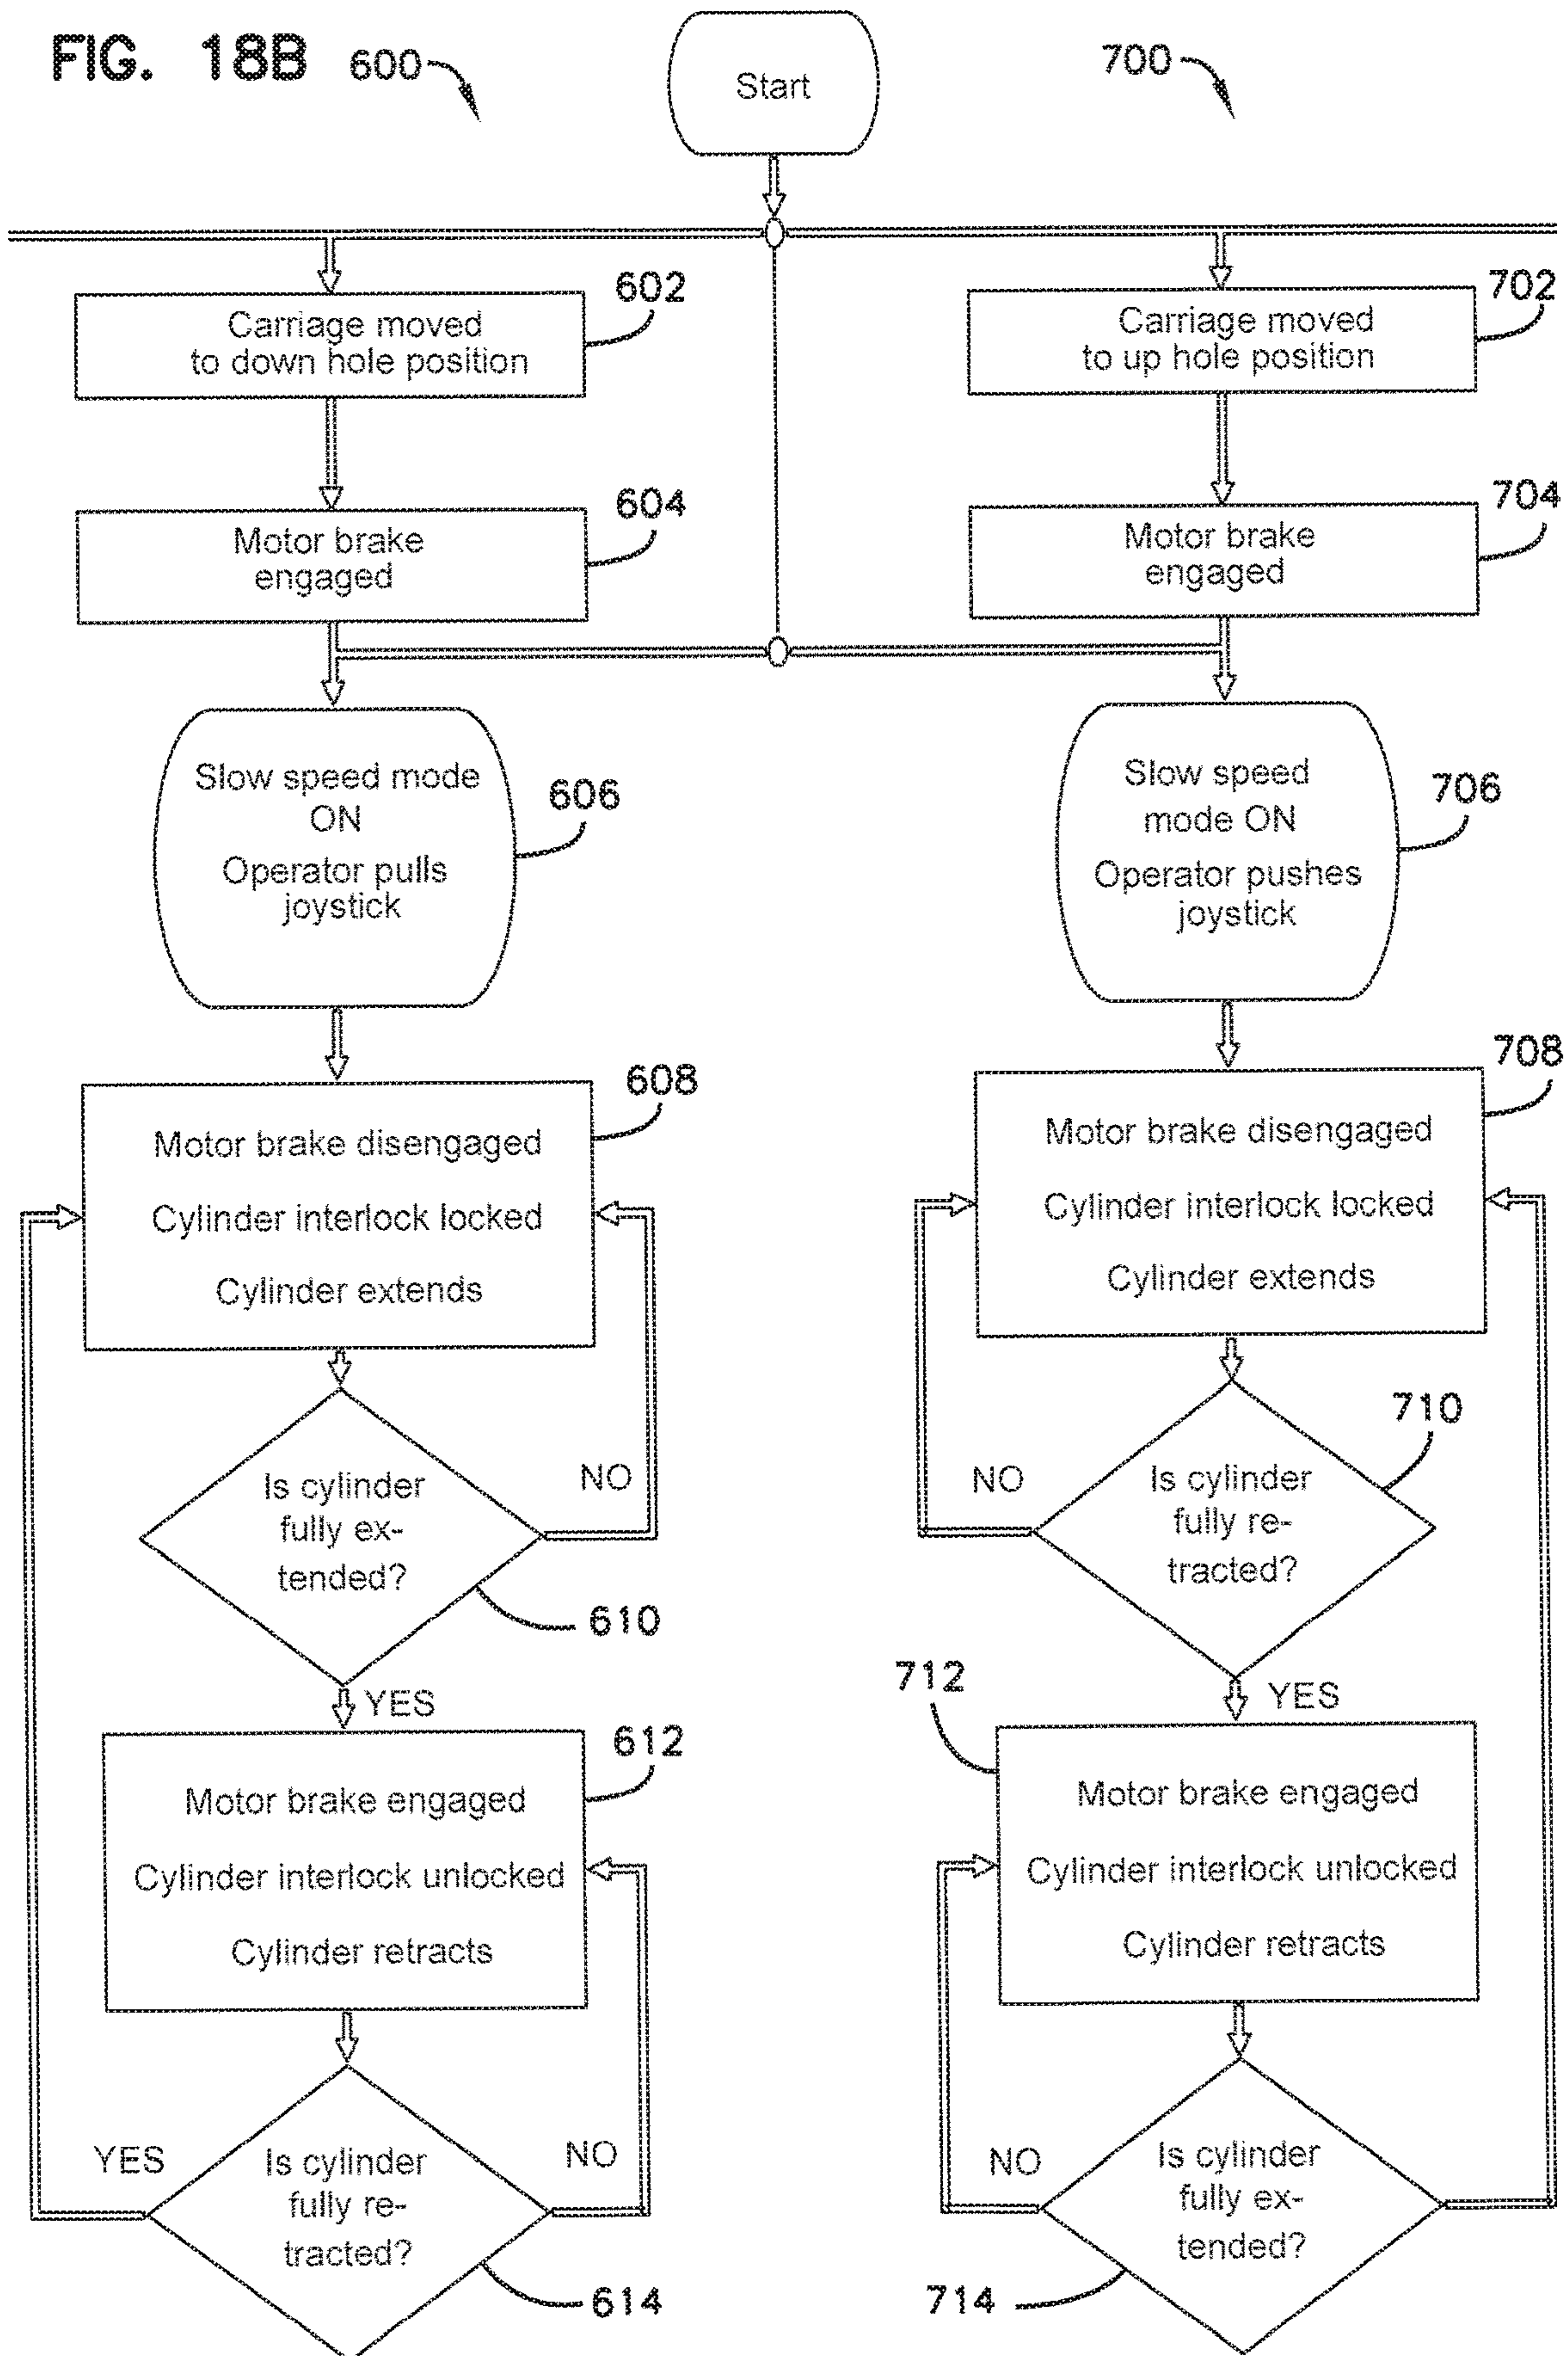 FIG. 18B
600
Start
700
602
Carriage moved
to down hole position
702
Carriage moved
to up hole position
604
Motor brake
engaged
704
Motor brake
engaged
606
Slow speed mode
ON
Operator pulls
joystick
706
Slow speed
mode ON
Operator pushes
joystick
608
Motor brake disengaged
Cylinder interlock locked
Cylinder extends
708
Motor brake disengaged
Cylinder interlock locked
Cylinder extends
Is cylinder
fully ex-
tended?
NO
610
YES
710
NO
Is cylinder
fully re-
tracted?
YES
612
Motor brake engaged
Cylinder interlock unlocked
Cylinder retracts
712
Motor brake engaged
Cylinder interlock unlocked
Cylinder retracts
YES
Is cylinder
fully re-
tracted?
NO
614
NO
Is cylinder
fully ex-
tended?
714